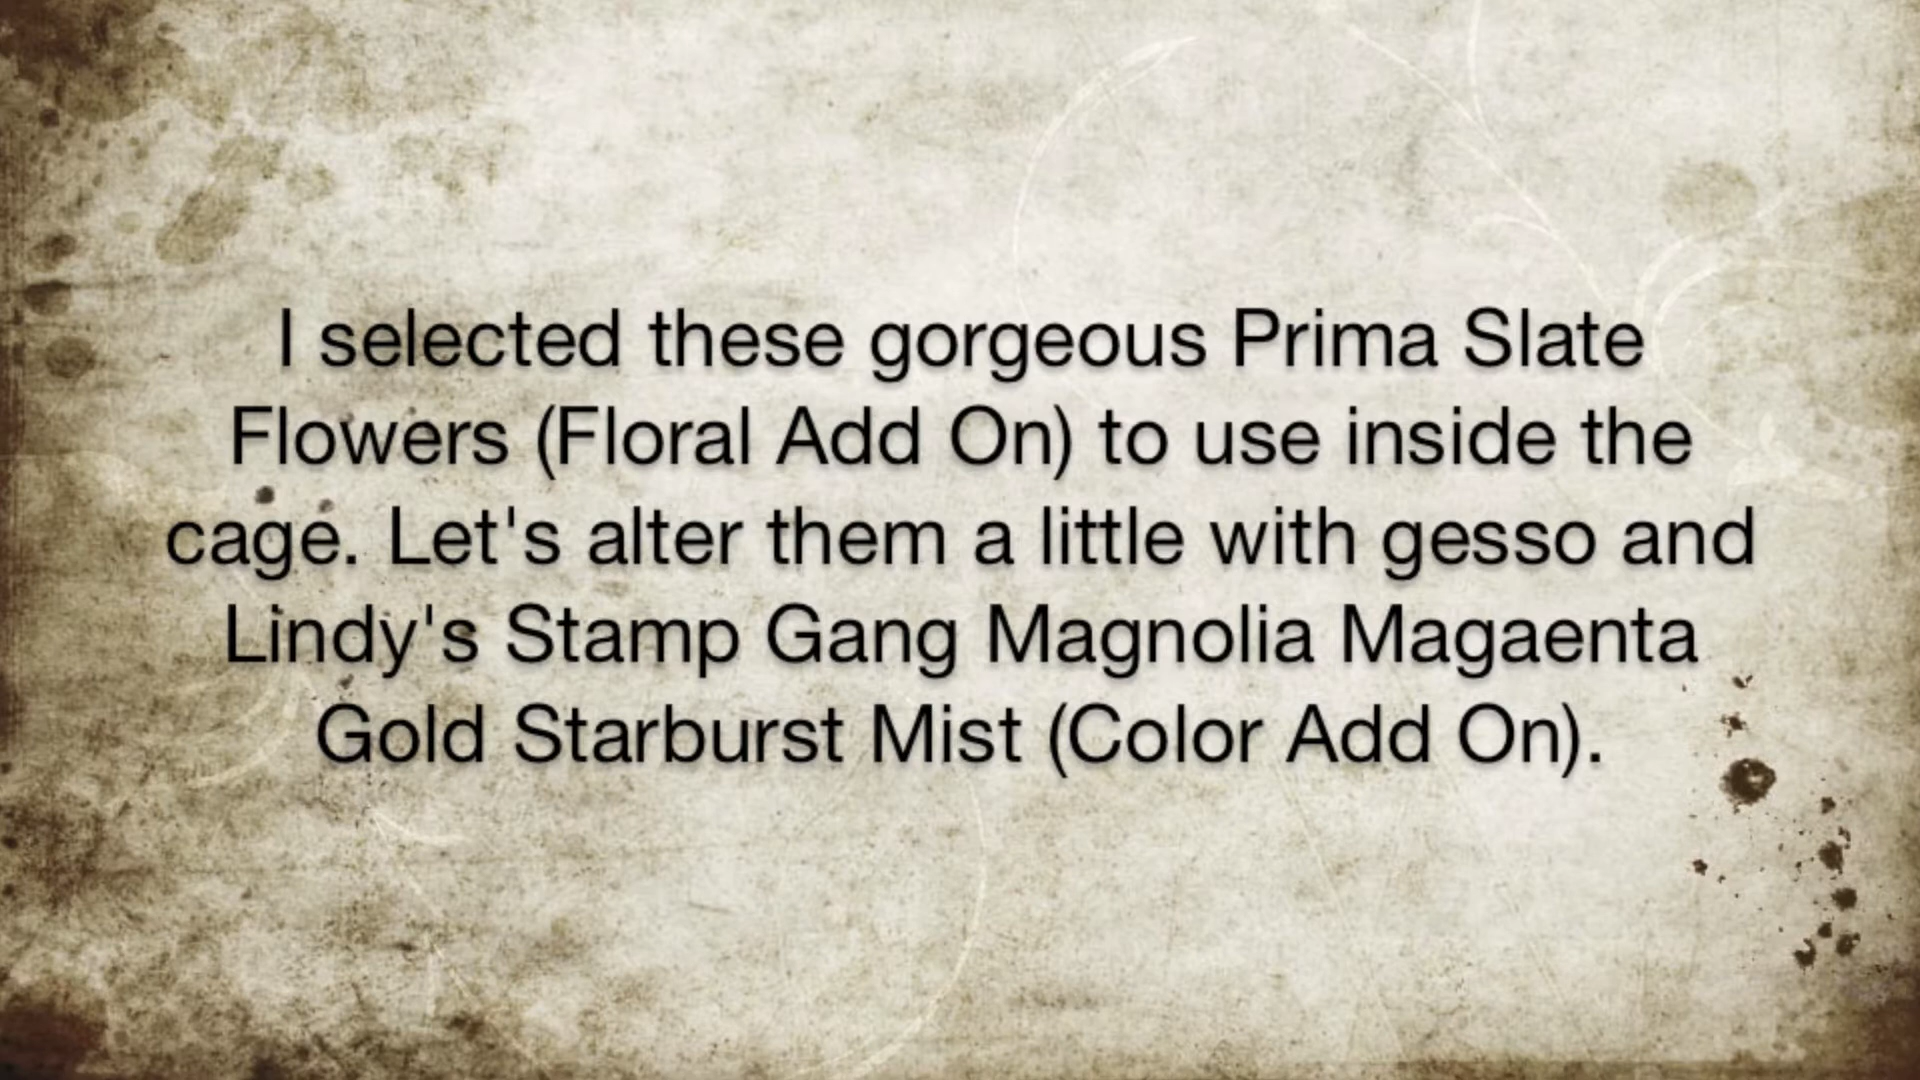 I selected these gorgeous Prima Slate
Flowers (Floral Add On) to use inside the
cage. Let's alter them a little with gesso and
Lindy's Stamp Gang Magnolia Magaenta
Gold Starburst Mist (Color Add On).